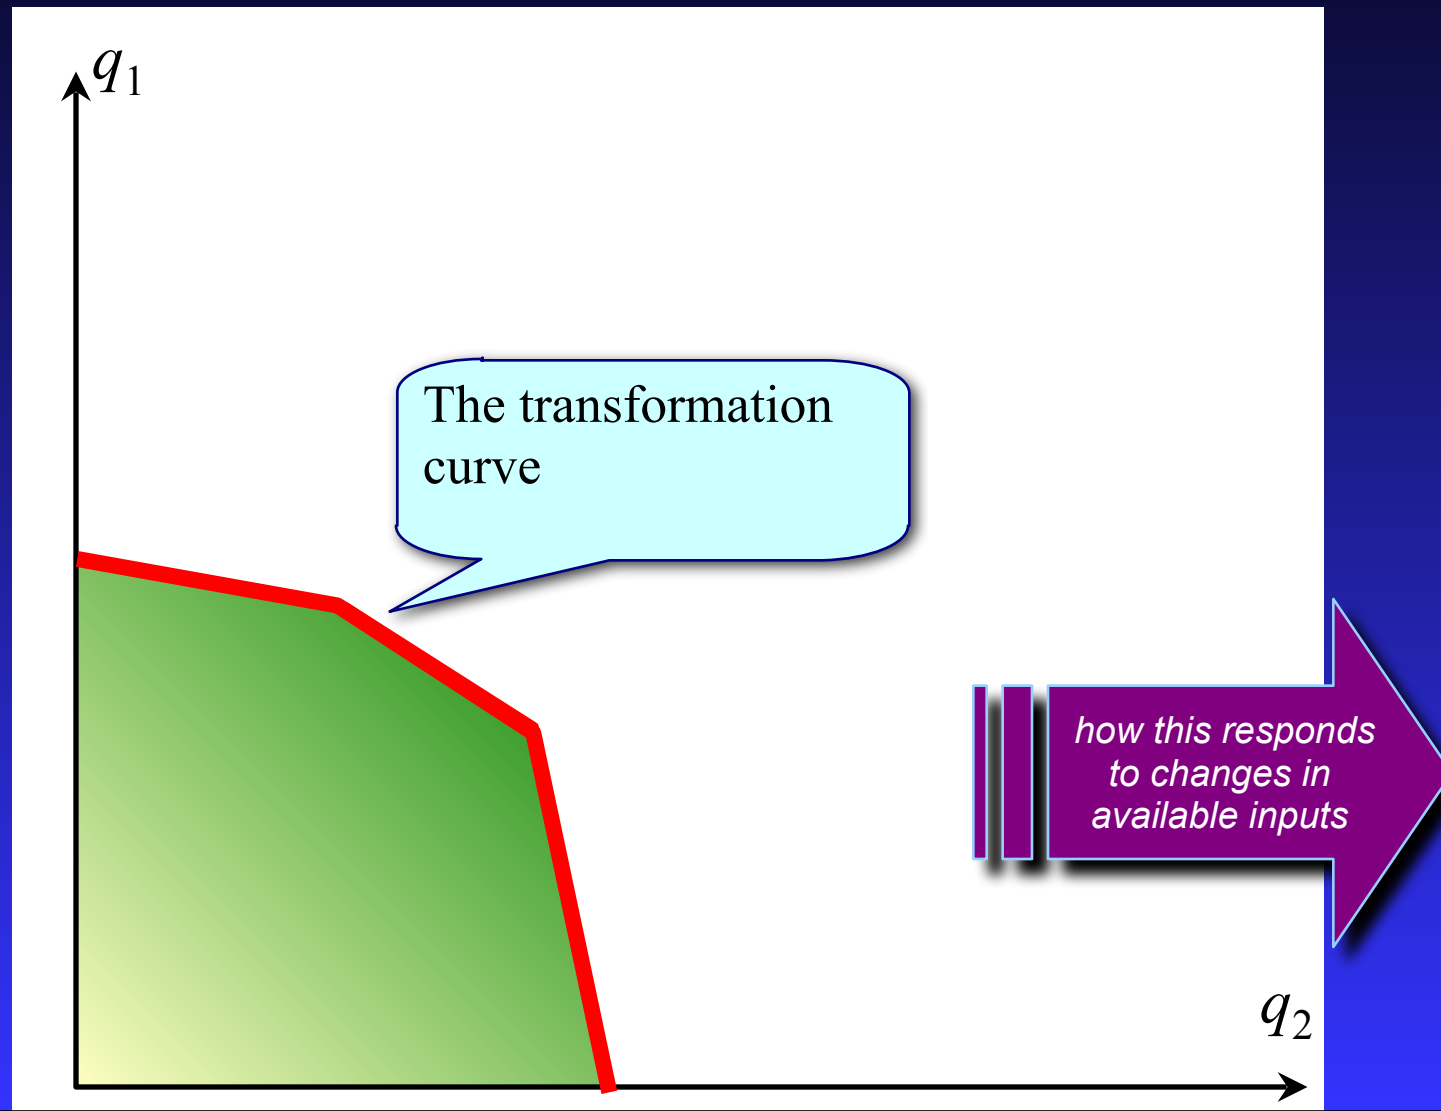 q1
The transformation
curve
how this responds
to changes in
available inputs
q2